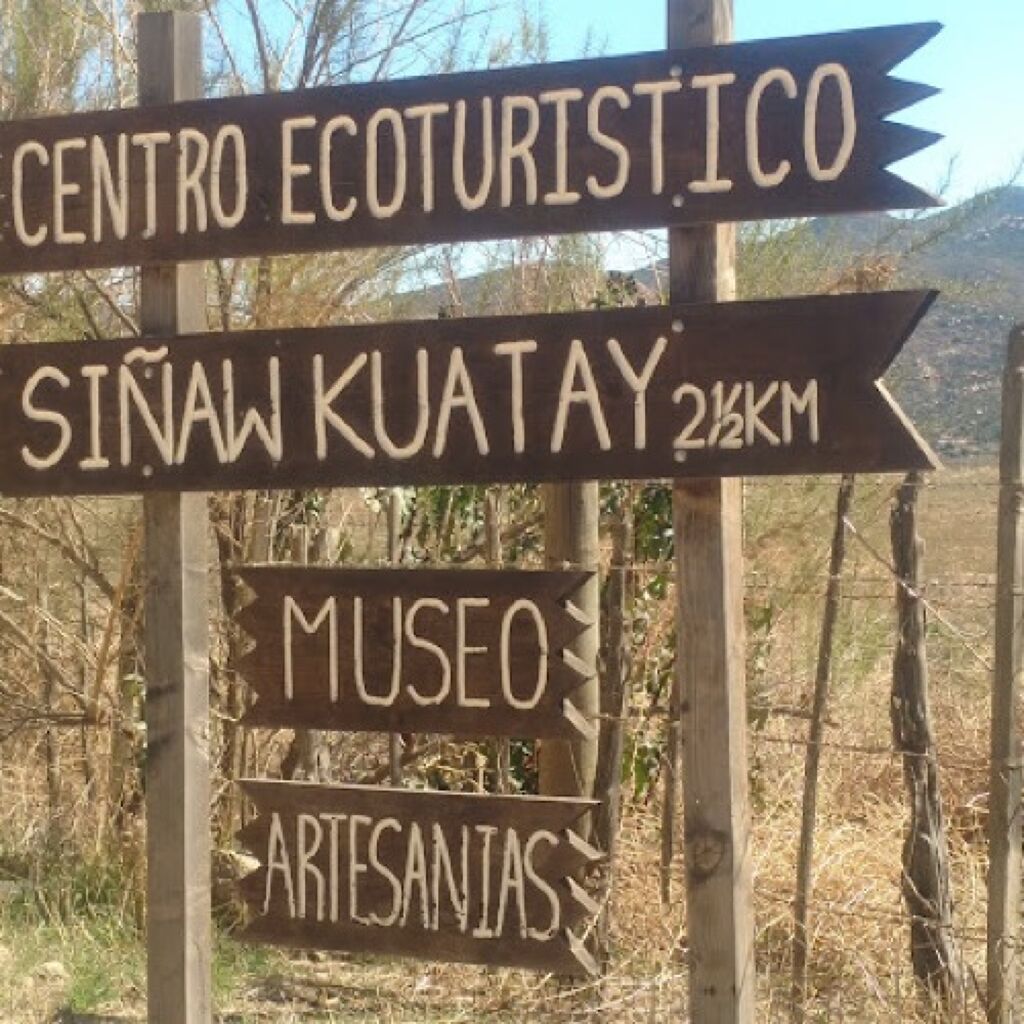 CENTRO ECOTURISTICO
SIÑAW KUATAY 2½KM
MUSEO
ARTESANIAS